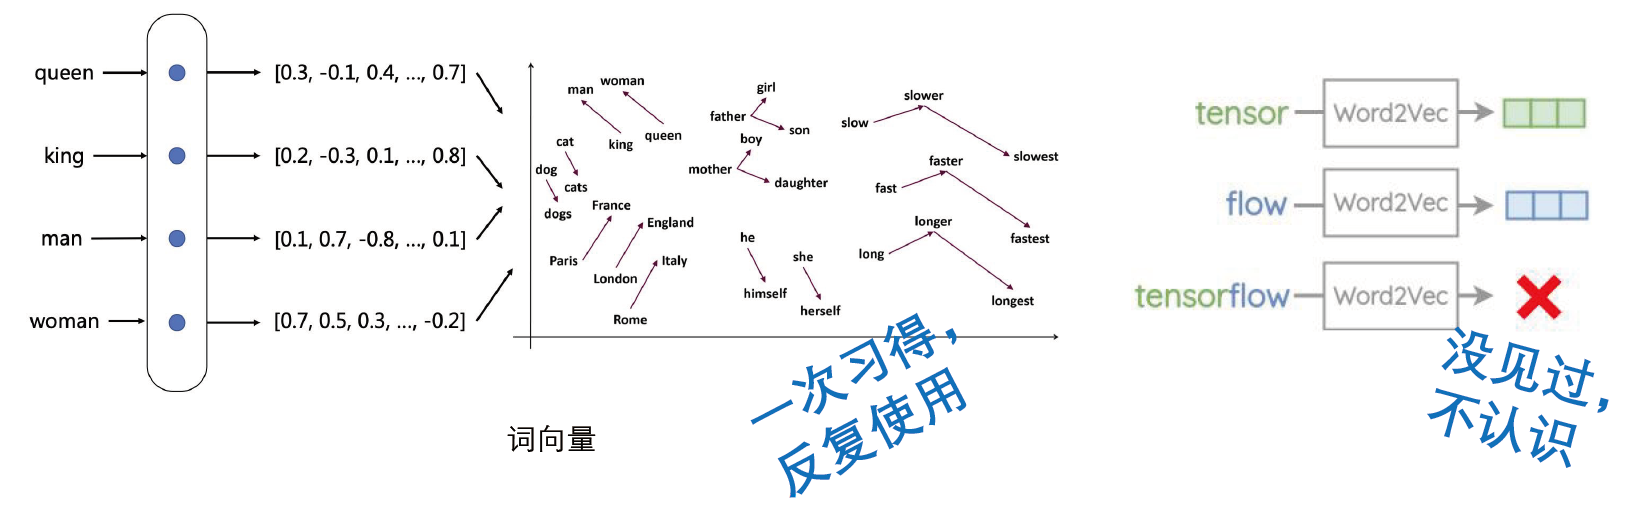 queen
[0.3, -0.1, 0.4, ..., 0.7]
king
[0.2, -0.3, 0.1, ..., 0.8]
man
[0.1, 0.7, -0.8, ..., 0.1]
woman
[0.7, 0.5, 0.3, ..., -0.2]
man
woman
king
queen
cat
dog
cats
dogs
France
England
Paris
Italy
London
Rome
girl
father
son
boy
mother
daughter
he
she
himself
herself
slower
slow
slowest
faster
fast
fastest
longer
long
longest
词向量
一次习得，
反复使用
tensor
Word2Vec
flow
Word2Vec
tensorflow
Word2Vec
没见过，
不认识